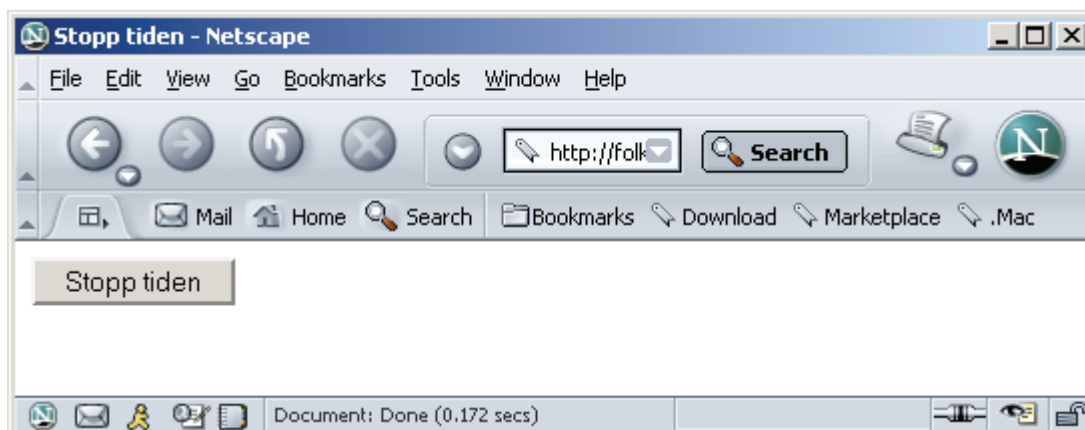 Stopp tiden - Netscape
File Edit View Go Bookmarks Tools Window Help
http://folk Search
Mail Home Search Bookmarks Download Marketplace .Mac
Stopp tiden
Document: Done (0.172 secs)